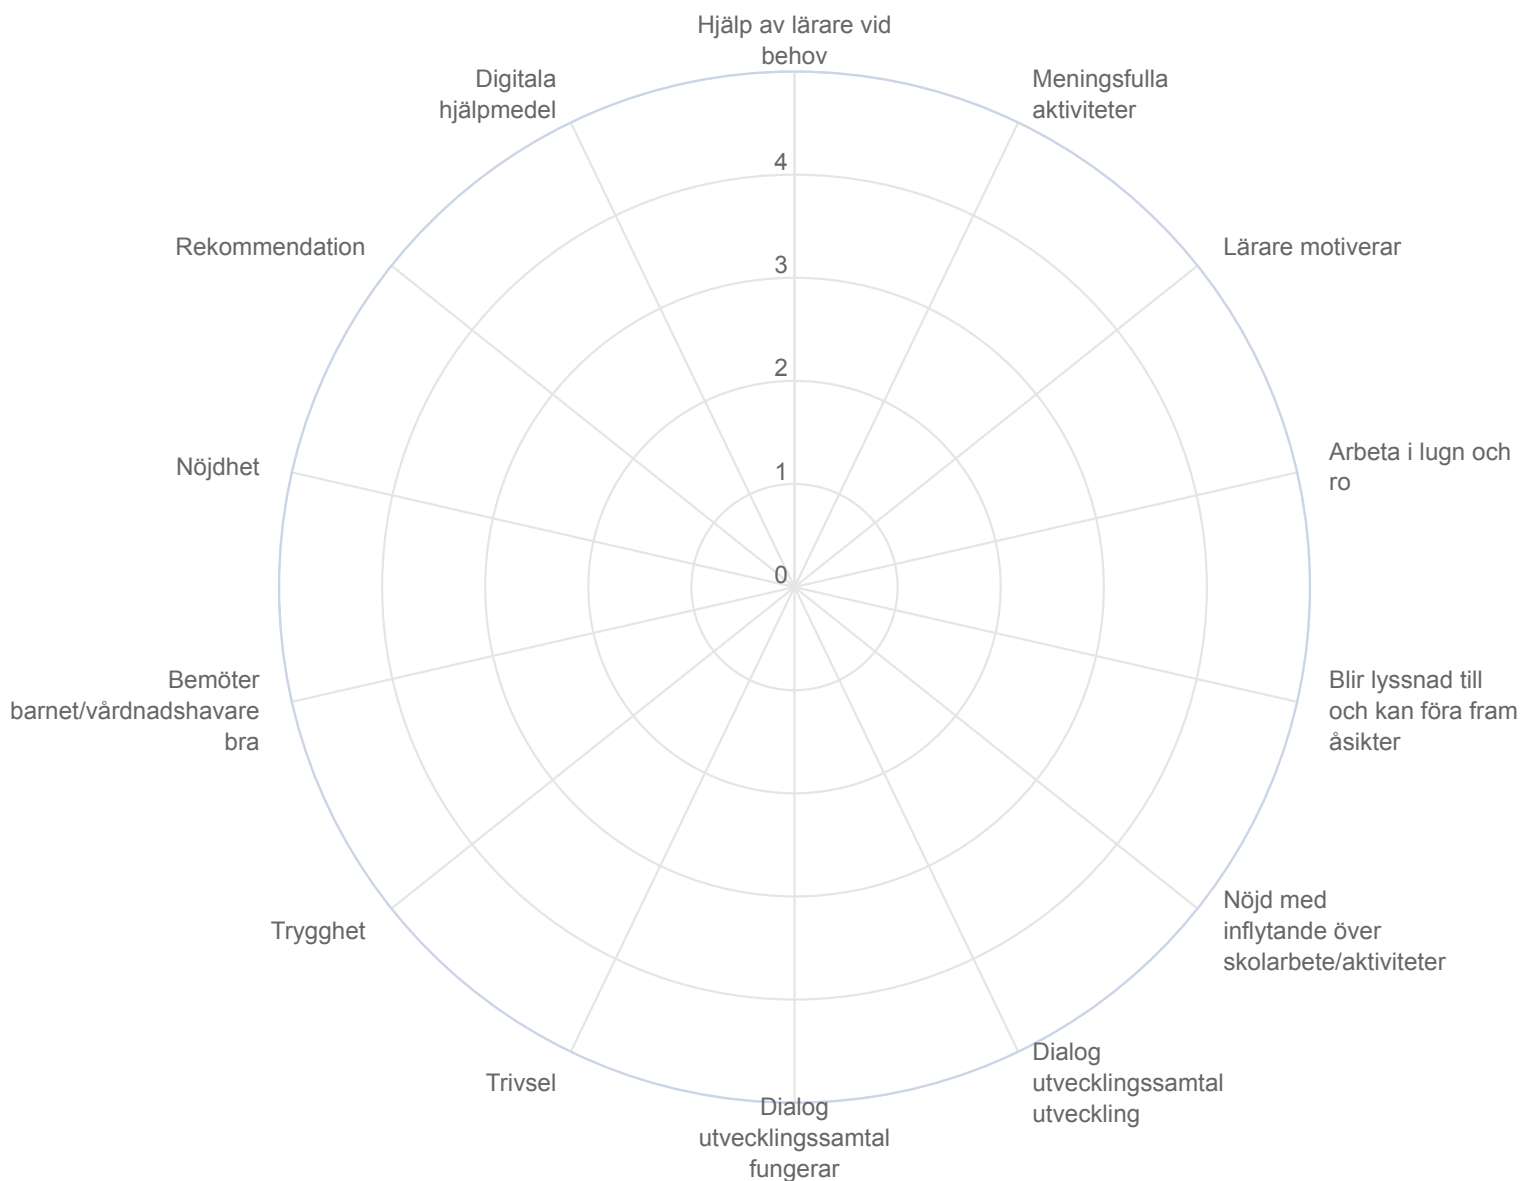 Hjälp av lärare vid
behov
Meningsfulla
aktiviteter
Lärare motiverar
Arbeta i lugn och
ro
Blir lyssnad till
och kan föra fram
åsikter
Nöjd med
inflytande över
skolarbete/aktiviteter
Dialog
utvecklingssamtal
utveckling
Dialog
utvecklingssamtal
fungerar
Trivsel
Trygghet
Bemöter
barnet/vårdnadshavare
bra
Nöjdhet
Rekommendation
Digitala
hjälpmedel
4
3
2
1
0